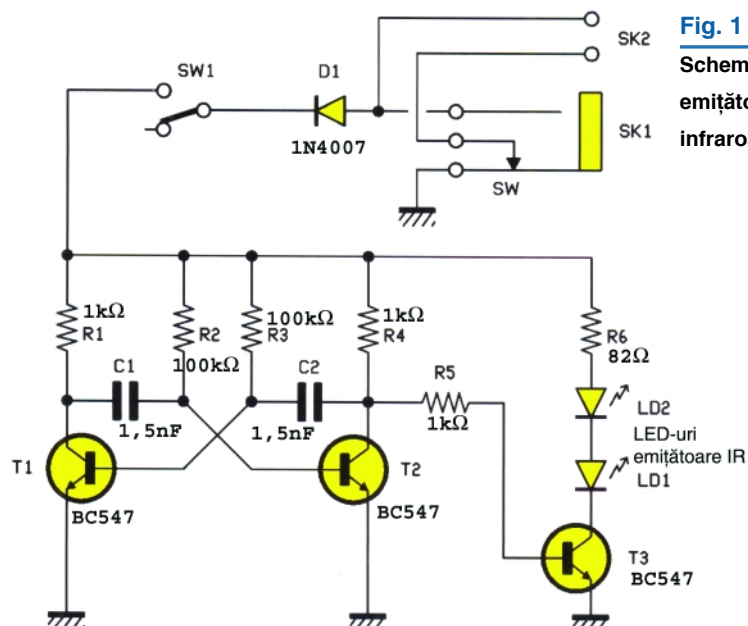 Fig. 1
Schem
emițăto
infraro
SK2
SW1
D1
1N4007
SK1
SW
1kΩ
R1
R2
100kΩ
100kΩ
R3
1kΩ
R4
R6
82Ω
C1
1,5nF
C2
1,5nF
R5
1kΩ
LD2
LED-uri
emițătoare IR
LD1
T1
BC547
T2
BC547
T3
BC547